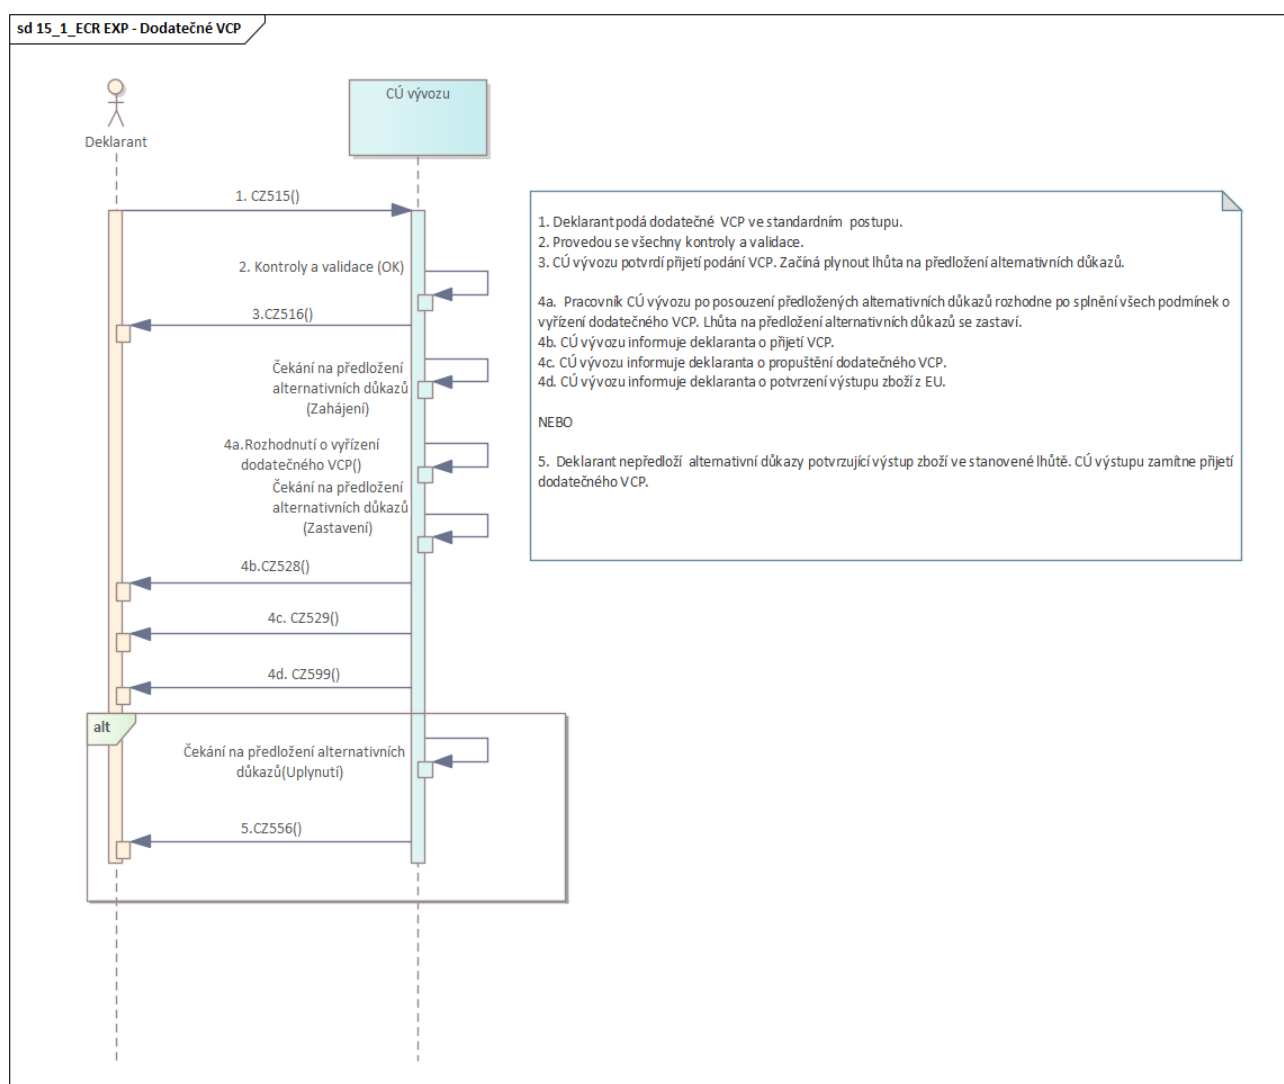 sd 15_1_ECR EXP - Dodatečné VCP
CÚ vývozu
Deklarant
1. CZ515()
2. Kontroly a validace (OK)
3.CZ516()
Čekání na předložení
alternativních důkazů
(Zahájení)
4a.Rozhodnutí o vyřízení
dodatečného VCP()
Čekání na předložení
alternativních důkazů
(Zastavení)
4b.CZ528()
4c. CZ529()
4d. CZ599()
alt
Čekání na předložení alternativních
důkazů(Uplynutí)
5.CZ556()
1. Deklarant podá dodatečné VCP ve standardním postupu.
2. Provedou se všechny kontroly a validace.
3. CÚ vývozu potvrdí přijetí podání VCP. Začíná plynout lhůta na předložení alternativních důkazů.
4a. Pracovník CÚ vývozu po posouzení předložených alternativních důkazů rozhodne po splnění všech podmínek o
vyřízení dodatečného VCP. Lhůta na předložení alternativních důkazů se zastaví.
4b. CÚ vývozu informuje deklaranta o přijetí VCP.
4c. CÚ vývozu informuje deklaranta o propuštění dodatečného VCP.
4d. CÚ vývozu informuje deklaranta o potvrzení výstupu zboží z EU.
NEBO
5. Deklarant nepředloží alternativní důkazy potvrzující výstup zboží ve stanovené lhůtě. CÚ výstupu zamítne přijetí
dodatečného VCP.